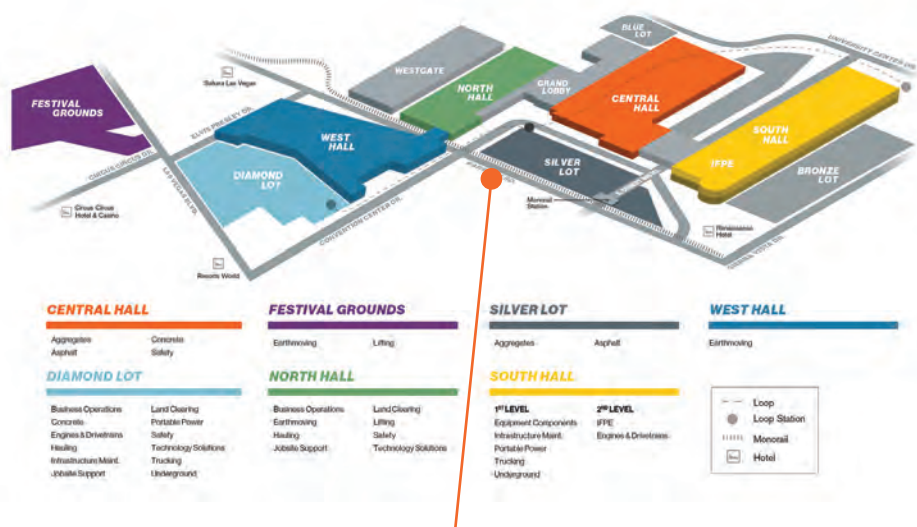 BLUE
LOT
UNIVERSITY CENTER DR.
WESTGATE
Sahara Las Vegas
NORTH
HALL
GRAND
LOBBY
CENTRAL
HALL
FESTIVAL
GROUNDS
ELVIS PRESLEY DR.
WEST
HALL
SOUTH
HALL
IFPE
SILVER
LOT
BRONZE
LOT
CIRCUS CIRCUS DR.
DIAMOND
LOT
LAS VEGAS BLVD.
Monorail
Station
Circus Circus
Hotel & Casino
CONVENTION CENTER DR.
Renaissance
Hotel
SIERRA VISTA DR.
Resorts World
CENTRAL HALL
Aggregates Concrete
Asphalt Safety
FESTIVAL GROUNDS
Earthmoving Lifting
SILVER LOT
Aggregates Asphalt
WEST HALL
Earthmoving
DIAMOND LOT
Business Operations Land Clearing
Concrete Portable Power
Engines & Drivetrains Safety
Hauling Technology Solutions
Infrastructure Maint. Trucking
Jobsite Support Underground
NORTH HALL
Business Operations Land Clearing
Earthmoving Lifting
Hauling Safety
Jobsite Support Technology Solutions
SOUTH HALL
1ST LEVEL 2ND LEVEL
Equipment Components IFPE
Infrastructure Maint. Engines & Drivetrains
Portable Power
Trucking
Underground
Loop
Loop Station
Monorail
Hotel